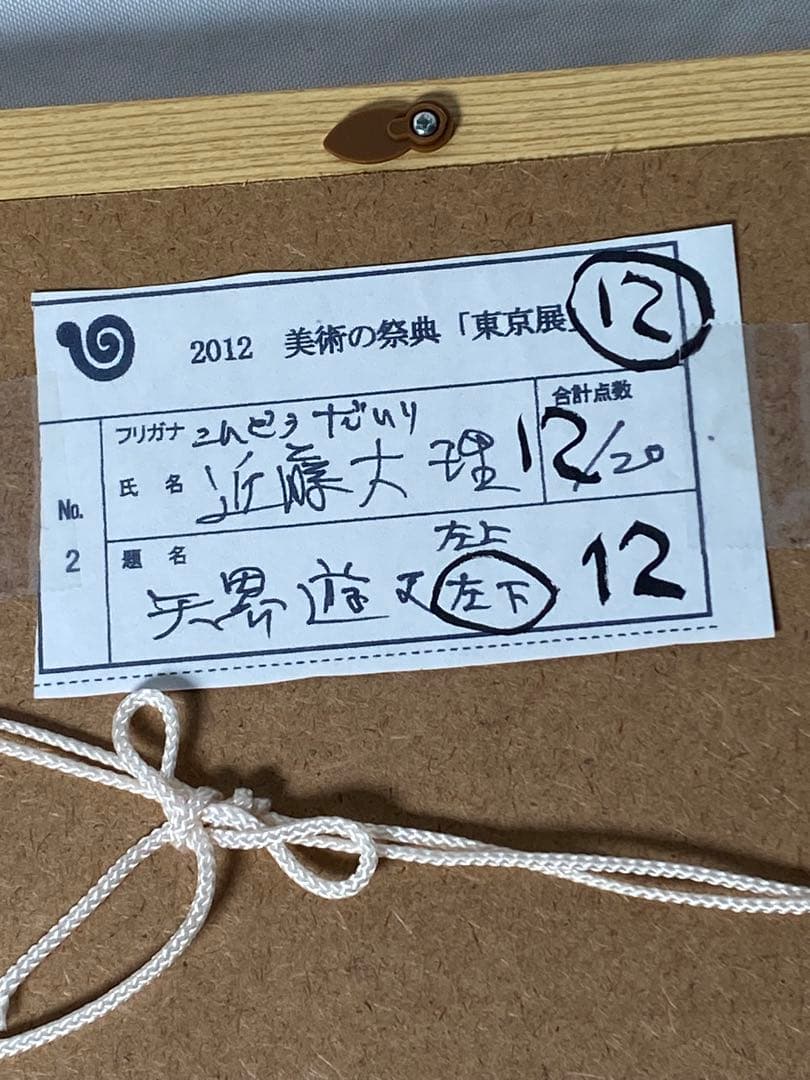 2012 美術の祭典「東京展」 12
フリガナ こんどう だいり
合計点数
氏 名 近藤大理
12/20
No.
2
題 名
左上
遊 左下 12